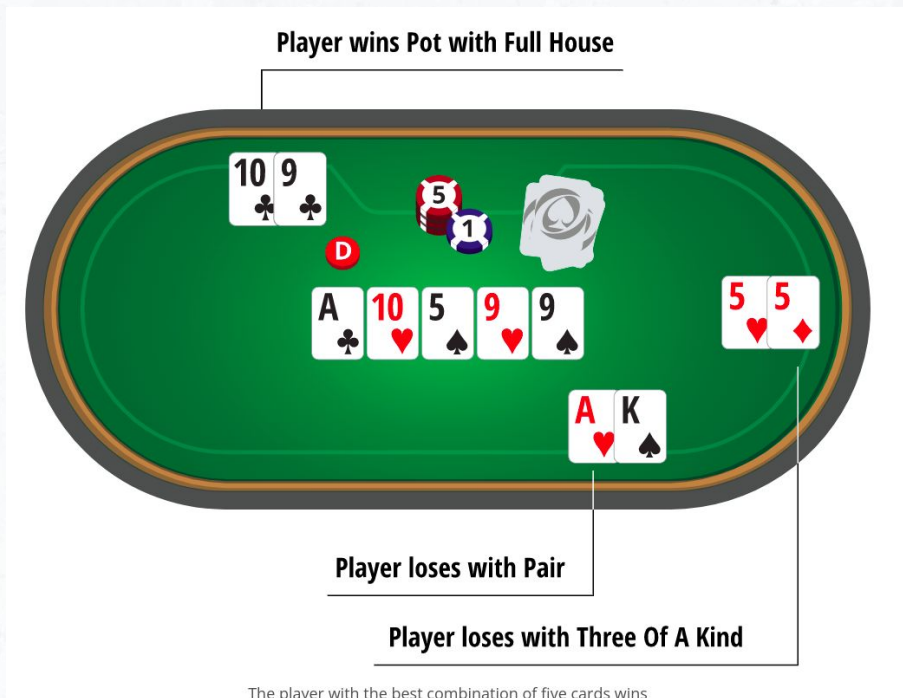 Player wins Pot with Full House
10 9
5
1
D
A 10 5 9 9
5 5
A K
Player loses with Pair
Player loses with Three Of A Kind
The player with the best combination of five cards wins